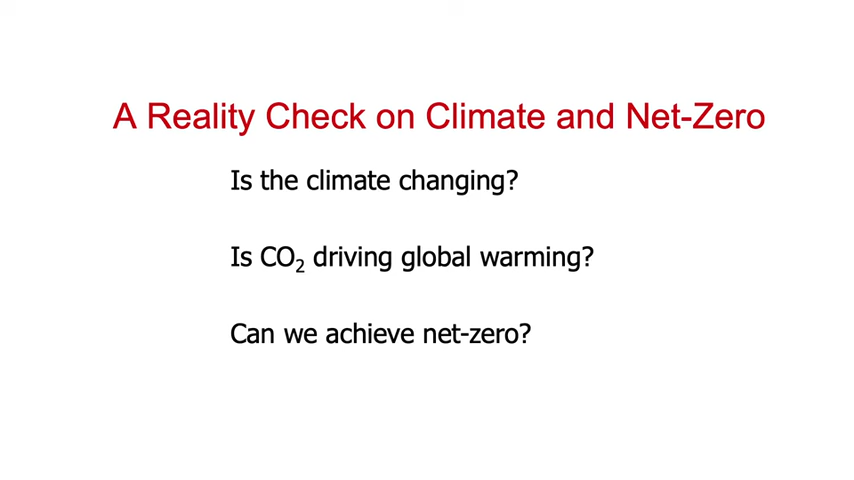 A Reality Check on Climate and Net-Zero
Is the climate changing?
Is CO₂ driving global warming?
Can we achieve net-zero?